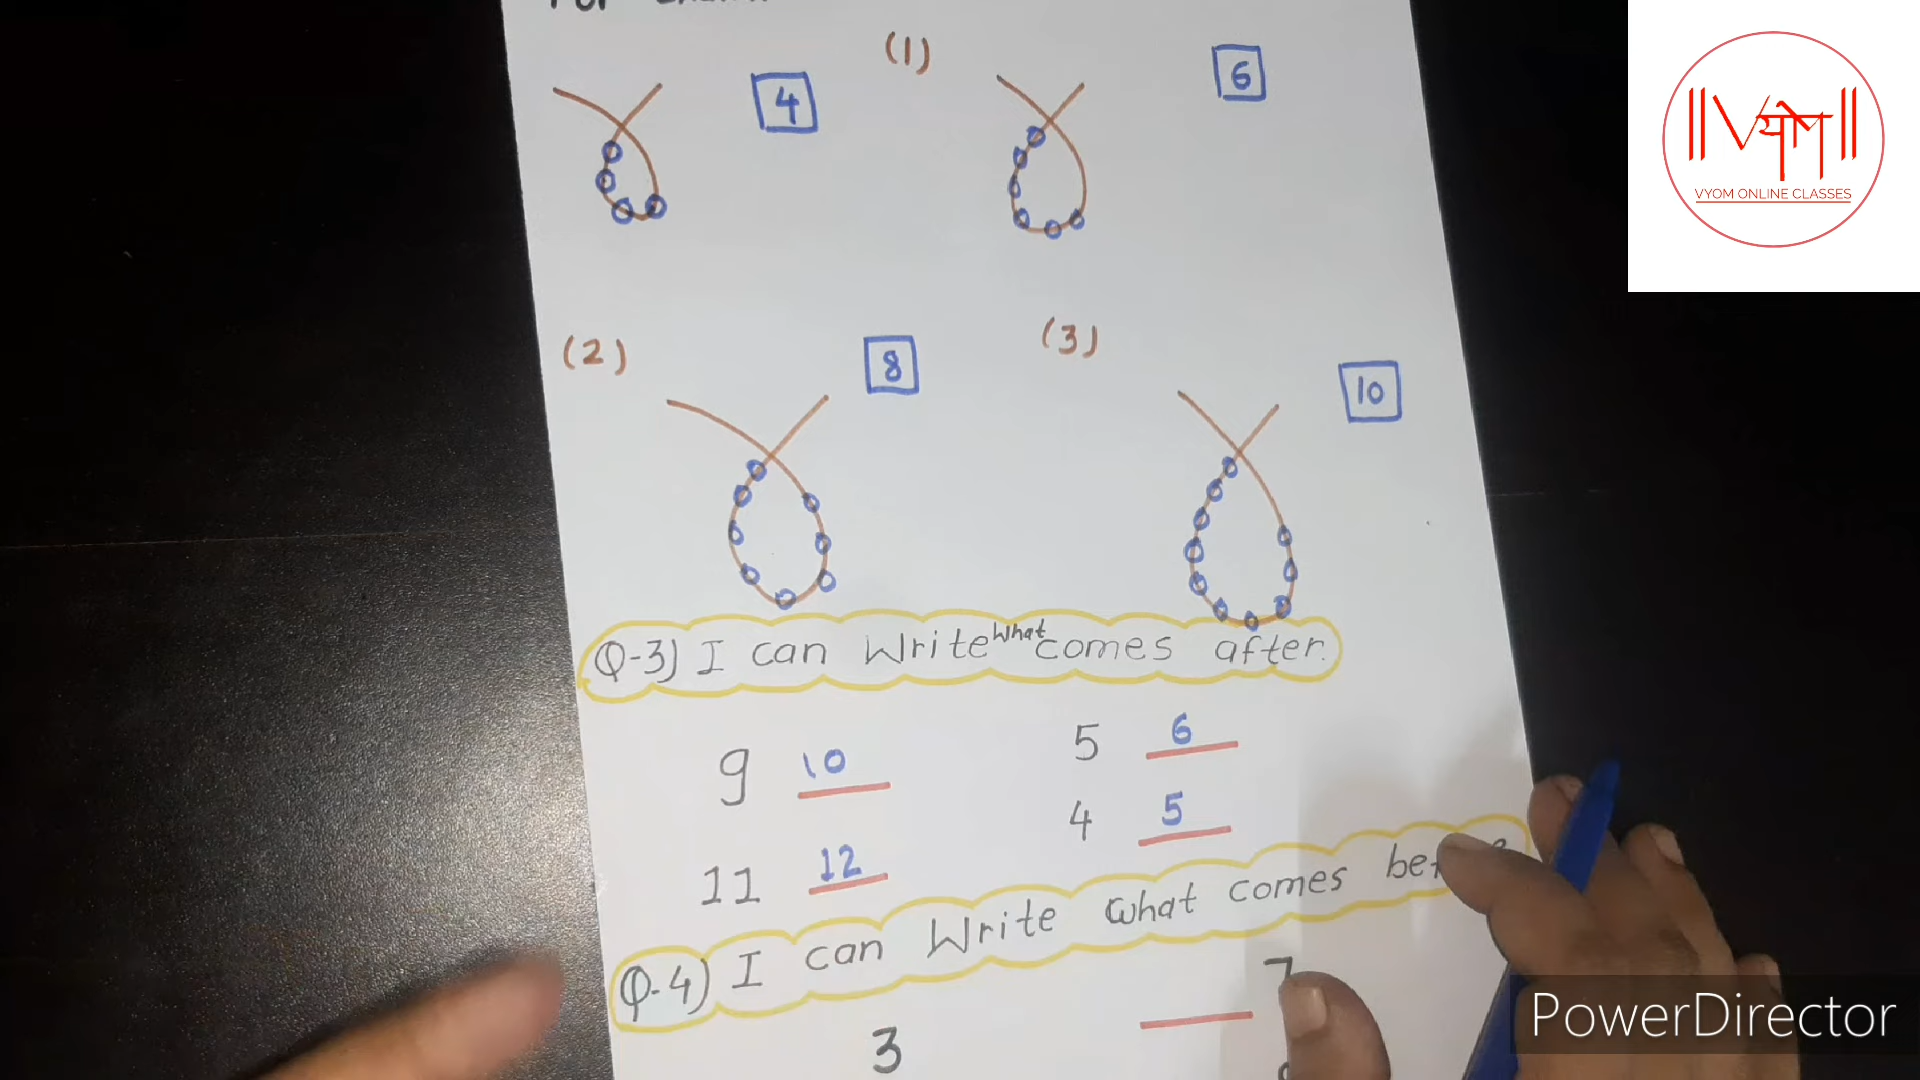 (1)
4
6
(2)
(3)
8
10
Q-3) I can Write What comes after.
9 10
5 6
4 5
11 12
Q-4) I can Write what comes
7
3
॥Vयोम॥
VYOM ONLINE CLASSES
PowerDirector